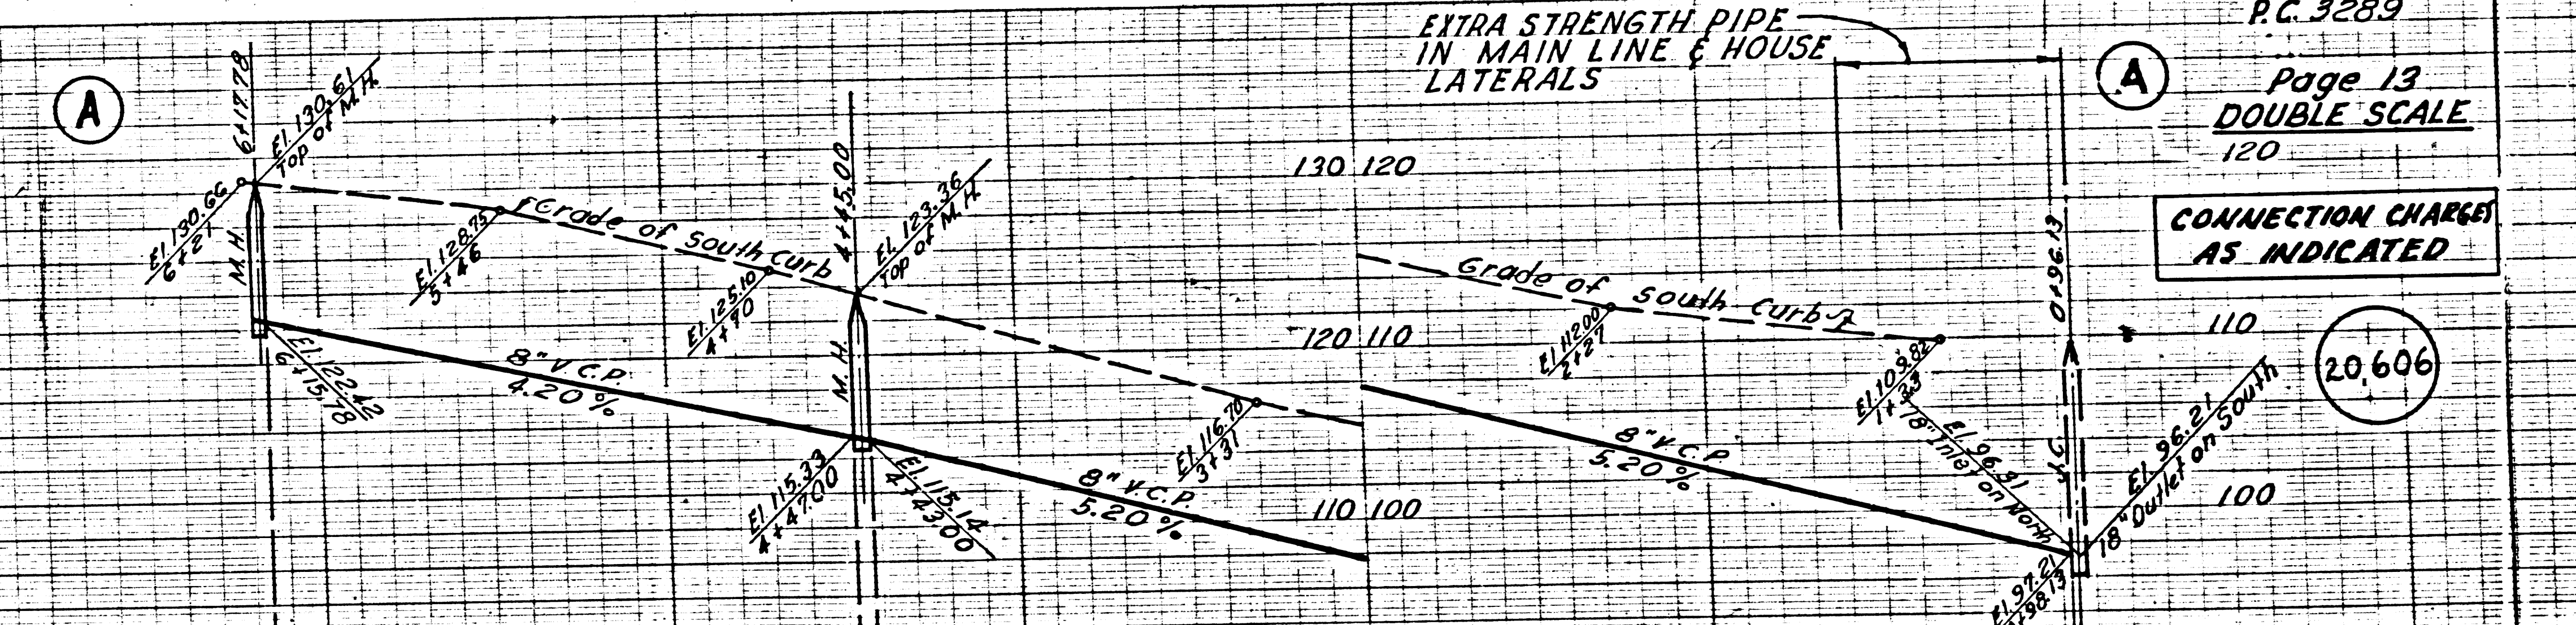 EXTRA STRENGTH PIPE
IN MAIN LINE & HOUSE
LATERALS
P.C. 3289
Page 13
DOUBLE SCALE
A
A
6+17.78
El. 130.61
Top of M.H.
El. 130.66
6+21
M.H.
El. 128.75
5+46
Grade of South Curb
El. 125.10
4+90
4+45.00
El. 123.36
Top of M.H.
M.H.
130 120
120
CONNECTION CHARGES
AS INDICATED
0+96.13
Grade of South Curb
El. 112.00
2+27
120 110
110
20,606
El. 109.82
1+33
El. 122.42
6+15.78
8" V.C.P.
4.20%
El. 115.33
4+47.00
El. 115.14
4+43.00
8" V.C.P.
5.20%
El. 116.70
3+31
110 100
8" V.C.P.
5.20%
El. 96.31
18" Inlet on North
El. 96.21
18" Outlet on South
100
El. 97.21
+98.13